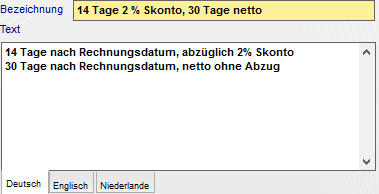 Bezeichnung 14 Tage 2 % Skonto, 30 Tage netto
Text
14 Tage nach Rechnungsdatum, abzüglich 2% Skonto
30 Tage nach Rechnungsdatum, netto ohne Abzug
Deutsch Englisch Niederlande